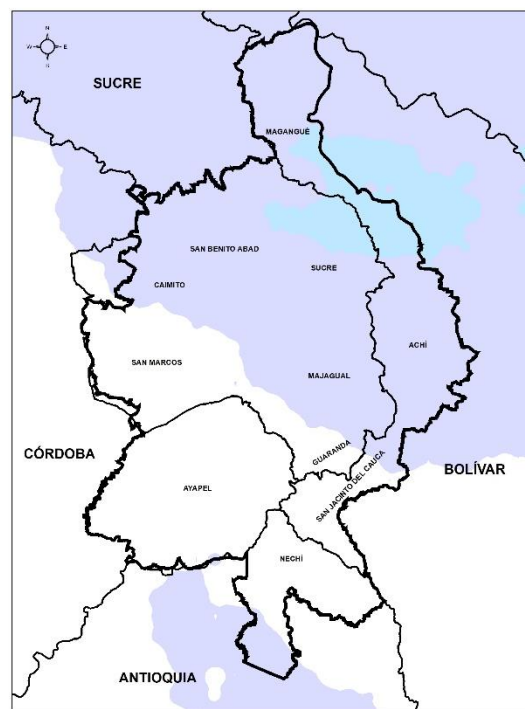 N
W E
S
SUCRE
MAGANGUÉ
SAN BENITO ABAD
SUCRE
CAIMITO
ACHÍ
SAN MARCOS
MAJAGUAL
GUARANDA
CÓRDOBA
BOLÍVAR
SAN JACINTO DEL CAUCA
AYAPEL
NECHÍ
ANTIOQUIA